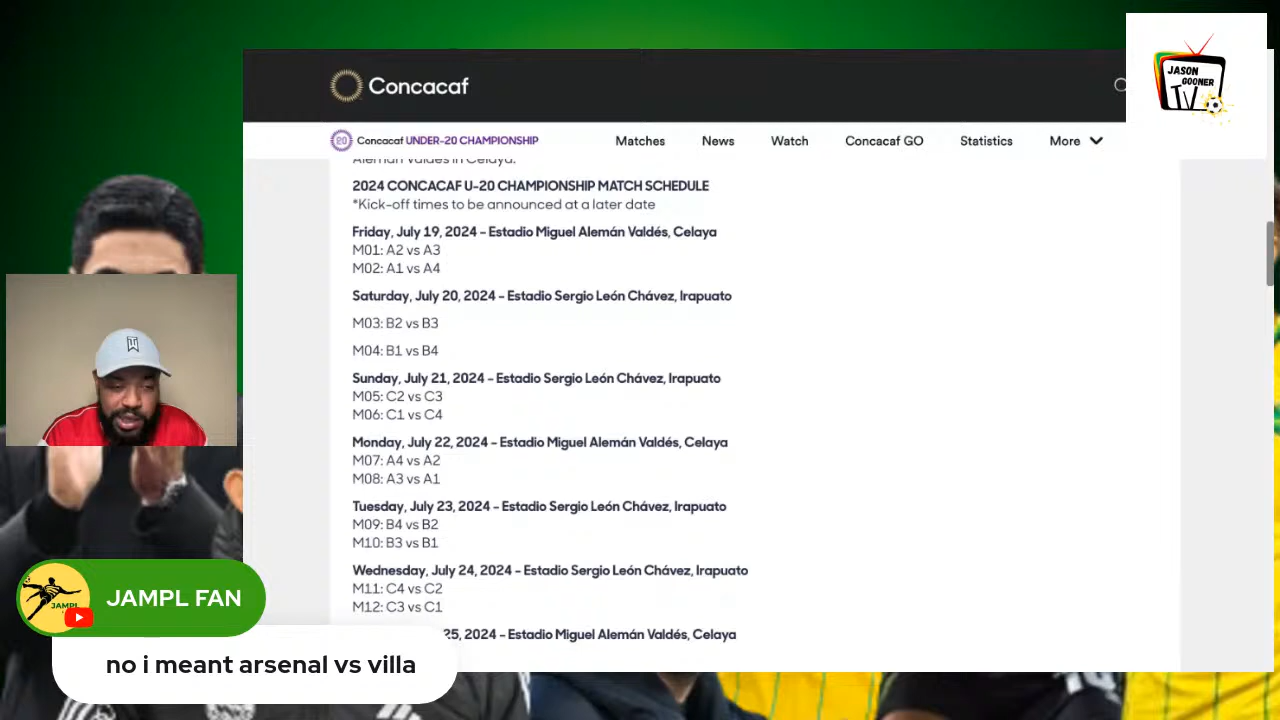 JASON
GOONER
TV
Concacaf
20 Concacaf UNDER-20 CHAMPIONSHIP Matches News Watch Concacaf GO Statistics More
Alemán Valdés in Celaya.
2024 CONCACAF U-20 CHAMPIONSHIP MATCH SCHEDULE
*Kick-off times to be announced at a later date
Friday, July 19, 2024 – Estadio Miguel Alemán Valdés, Celaya
M01: A2 vs A3
M02: A1 vs A4
Saturday, July 20, 2024 – Estadio Sergio León Chávez, Irapuato
M03: B2 vs B3
M04: B1 vs B4
Sunday, July 21, 2024 – Estadio Sergio León Chávez, Irapuato
M05: C2 vs C3
M06: C1 vs C4
Monday, July 22, 2024 – Estadio Miguel Alemán Valdés, Celaya
M07: A4 vs A2
M08: A3 vs A1
Tuesday, July 23, 2024 – Estadio Sergio León Chávez, Irapuato
M09: B4 vs B2
M10: B3 vs B1
Wednesday, July 24, 2024 – Estadio Sergio León Chávez, Irapuato
M11: C4 vs C2
M12: C3 vs C1
25, 2024 – Estadio Miguel Alemán Valdés, Celaya
JAMPL
JAMPL FAN
no i meant arsenal vs villa